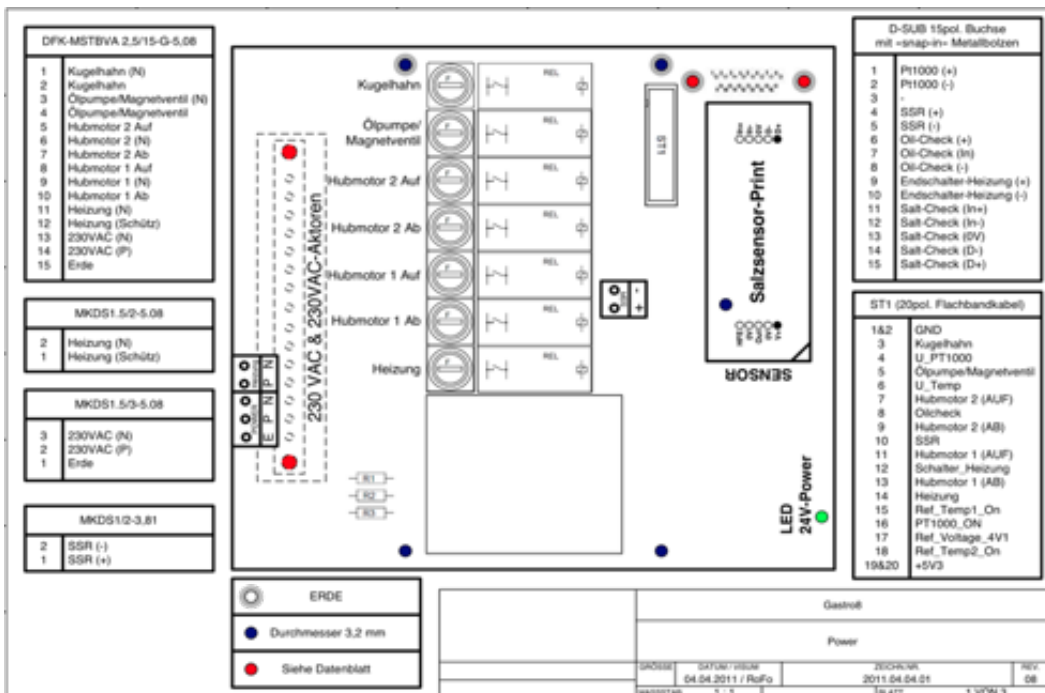 DFK-MSTBVA 2,5/15-G-5,08
1 Kugelhahn (N)
2 Kugelhahn
3 Ölpumpe/Magnetventil (N)
4 Ölpumpe/Magnetventil
5 Hubmotor 2 Auf
6 Hubmotor 2 (N)
7 Hubmotor 2 Ab
8 Hubmotor 1 Auf
9 Hubmotor 1 (N)
10 Hubmotor 1 Ab
11 Heizung (N)
12 Heizung (Schütz)
13 230VAC (N)
14 230VAC (P)
15 Erde
MKDS1.5/2-5.08
2 Heizung (N)
1 Heizung (Schütz)
MKDS1.5/3-5.08
3 230VAC (N)
2 230VAC (P)
1 Erde
MKDS1/2-3,81
2 SSR (-)
1 SSR (+)
230 VAC & 230VAC-Aktoren
Heizung
P N
POWER
E P N
Kugelhahn
F
REL
Ölpumpe/
Magnetventil
F
REL
Hubmotor 2 Auf
F
REL
Hubmotor 2 Ab
F
REL
Hubmotor 1 Auf
F
REL
Hubmotor 1 Ab
F
REL
Heizung
F
REL
R1
R2
R3
ST1
SSR
- +
Salzsensor-Print
SENSOR
LED
24V-Power
D-SUB 15pol. Buchse
mit «snap-in» Metallbolzen
1 Pt1000 (+)
2 Pt1000 (-)
3 -
4 SSR (+)
5 SSR (-)
6 Oil-Check (+)
7 Oil-Check (In)
8 Oil-Check (-)
9 Endschalter-Heizung (+)
10 Endschalter-Heizung (-)
11 Salt-Check (In+)
12 Salt-Check (In-)
13 Salt-Check (0V)
14 Salt-Check (D-)
15 Salt-Check (D+)
ST1 (20pol. Flachbandkabel)
1&2 GND
3 Kugelhahn
4 U_PT1000
5 Ölpumpe/Magnetventil
6 U_Temp
7 Hubmotor 2 (AUF)
8 Oilcheck
9 Hubmotor 2 (AB)
10 SSR
11 Hubmotor 1 (AUF)
12 Schalter_Heizung
13 Hubmotor 1 (AB)
14 Heizung
15 Ref_Temp1_On
16 PT1000_ON
17 Ref_Voltage_4V1
18 Ref_Temp2_On
19&20 +5V3
ERDE
Durchmesser 3,2 mm
Siehe Datenblatt
Gastro8
Power
GRÖSSE DATUM / VISUM ZEICHN.NR. REV.
04.04.2011 / RoFo 2011.04.04.01 08
MASSSTAB 1 : 1 BLATT 1 VON 3